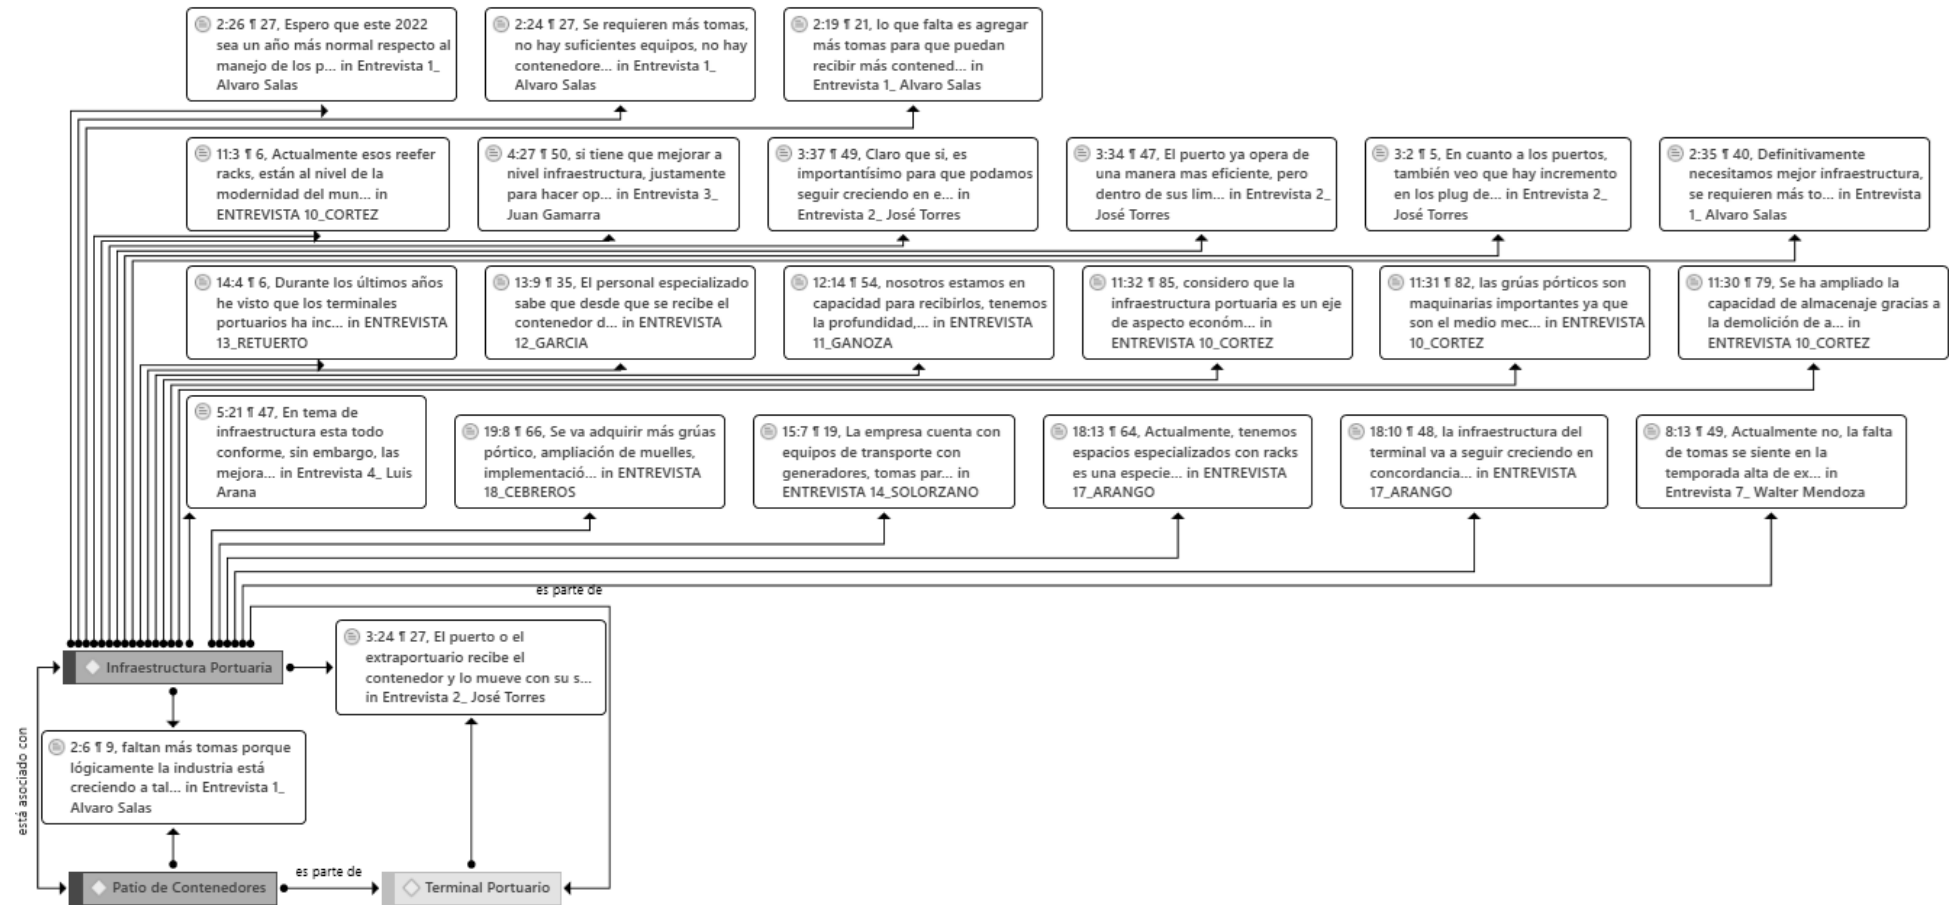 2:26 ¶ 27, Espero que este 2022
sea un año más normal respecto al
manejo de los p... in Entrevista 1_
Alvaro Salas
2:24 ¶ 27, Se requieren más tomas,
no hay suficientes equipos, no hay
contenedore... in Entrevista 1_
Alvaro Salas
2:19 ¶ 21, lo que falta es agregar
más tomas para que puedan
recibir más contened... in
Entrevista 1_ Alvaro Salas
11:3 ¶ 6, Actualmente esos reefer
racks, están al nivel de la
modernidad del mun... in
ENTREVISTA 10_CORTEZ
4:27 ¶ 50, si tiene que mejorar a
nivel infraestructura, justamente
para hacer op... in Entrevista 3_
Juan Gamarra
3:37 ¶ 49, Claro que si, es
importantísimo para que podamos
seguir creciendo en e... in
Entrevista 2_ José Torres
3:34 ¶ 47, El puerto ya opera de
una manera mas eficiente, pero
dentro de sus lim... in Entrevista 2_
José Torres
3:2 ¶ 5, En cuanto a los puertos,
también veo que hay incremento
en los plug de... in Entrevista 2_
José Torres
2:35 ¶ 40, Definitivamente
necesitamos mejor infraestructura,
se requieren más to... in Entrevista
1_ Alvaro Salas
14:4 ¶ 6, Durante los últimos años
he visto que los terminales
portuarios ha inc... in ENTREVISTA
13_RETUERTO
13:9 ¶ 35, El personal especializado
sabe que desde que se recibe el
contenedor d... in ENTREVISTA
12_GARCIA
12:14 ¶ 54, nosotros estamos en
capacidad para recibirlos, tenemos
la profundidad,... in ENTREVISTA
11_GANOZA
11:32 ¶ 85, considero que la
infraestructura portuaria es un eje
de aspecto económ... in
ENTREVISTA 10_CORTEZ
11:31 ¶ 82, las grúas pórticos son
maquinarias importantes ya que
son el medio mec... in ENTREVISTA
10_CORTEZ
11:30 ¶ 79, Se ha ampliado la
capacidad de almacenaje gracias a
la demolición de a... in
ENTREVISTA 10_CORTEZ
5:21 ¶ 47, En tema de
infraestructura esta todo
conforme, sin embargo, las
mejora... in Entrevista 4_ Luis
Arana
19:8 ¶ 66, Se va adquirir más grúas
pórtico, ampliación de muelles,
implementació... in ENTREVISTA
18_CEBREROS
15:7 ¶ 19, La empresa cuenta con
equipos de transporte con
generadores, tomas par... in
ENTREVISTA 14_SOLORZANO
18:13 ¶ 64, Actualmente, tenemos
espacios especializados con racks
es una especie... in ENTREVISTA
17_ARANGO
18:10 ¶ 48, la infraestructura del
terminal va a seguir creciendo en
concordancia... in ENTREVISTA
17_ARANGO
8:13 ¶ 49, Actualmente no, la falta
de tomas se siente en la
temporada alta de ex... in
Entrevista 7_ Walter Mendoza
es parte de
3:24 ¶ 27, El puerto o el
extraportuario recibe el
contenedor y lo mueve con su s...
in Entrevista 2_ José Torres
Infraestructura Portuaria
está asociado con
2:6 ¶ 9, faltan más tomas porque
lógicamente la industria está
creciendo a tal... in Entrevista 1_
Alvaro Salas
Patio de Contenedores
es parte de
Terminal Portuario